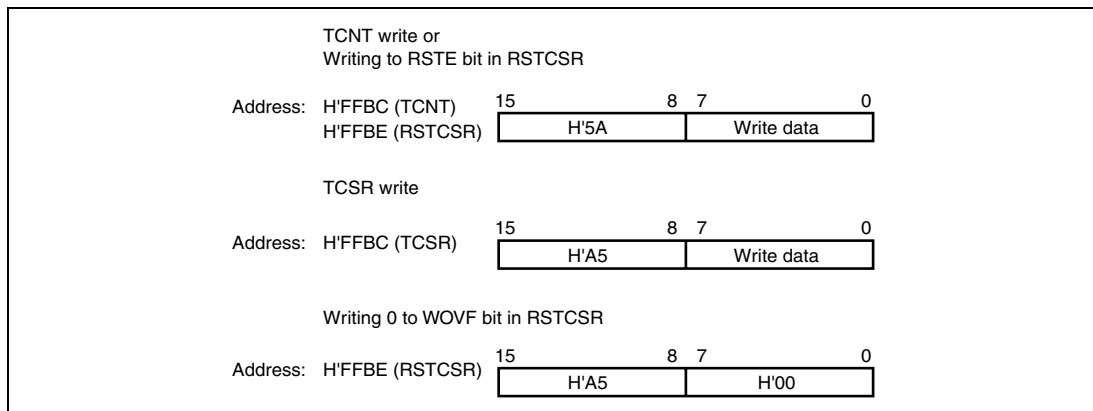 TCNT write or
Writing to RSTE bit in RSTCSR
Address: H'FFBC (TCNT) 15 8 7 0
H'FFBE (RSTCSR) H'5A Write data
TCSR write
15 8 7 0
Address: H'FFBC (TCSR) H'A5 Write data
Writing 0 to WOVF bit in RSTCSR
15 8 7 0
Address: H'FFBE (RSTCSR) H'A5 H'00